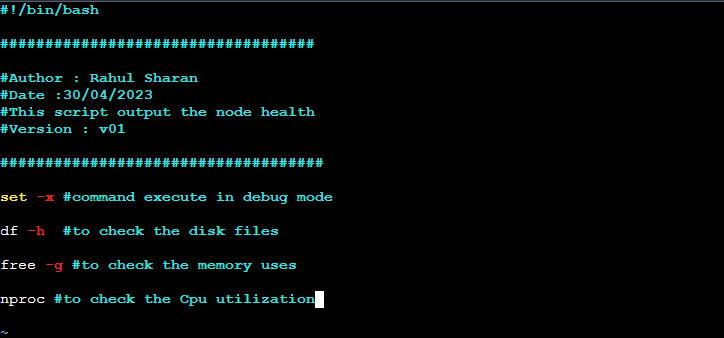 #!/bin/bash
###################################
#Author : Rahul Sharan
#Date :30/04/2023
#This script output the node health
#Version : v01
####################################
set -x #command execute in debug mode
df -h  #to check the disk files
free -g #to check the memory uses
nproc #to check the Cpu utilization
~